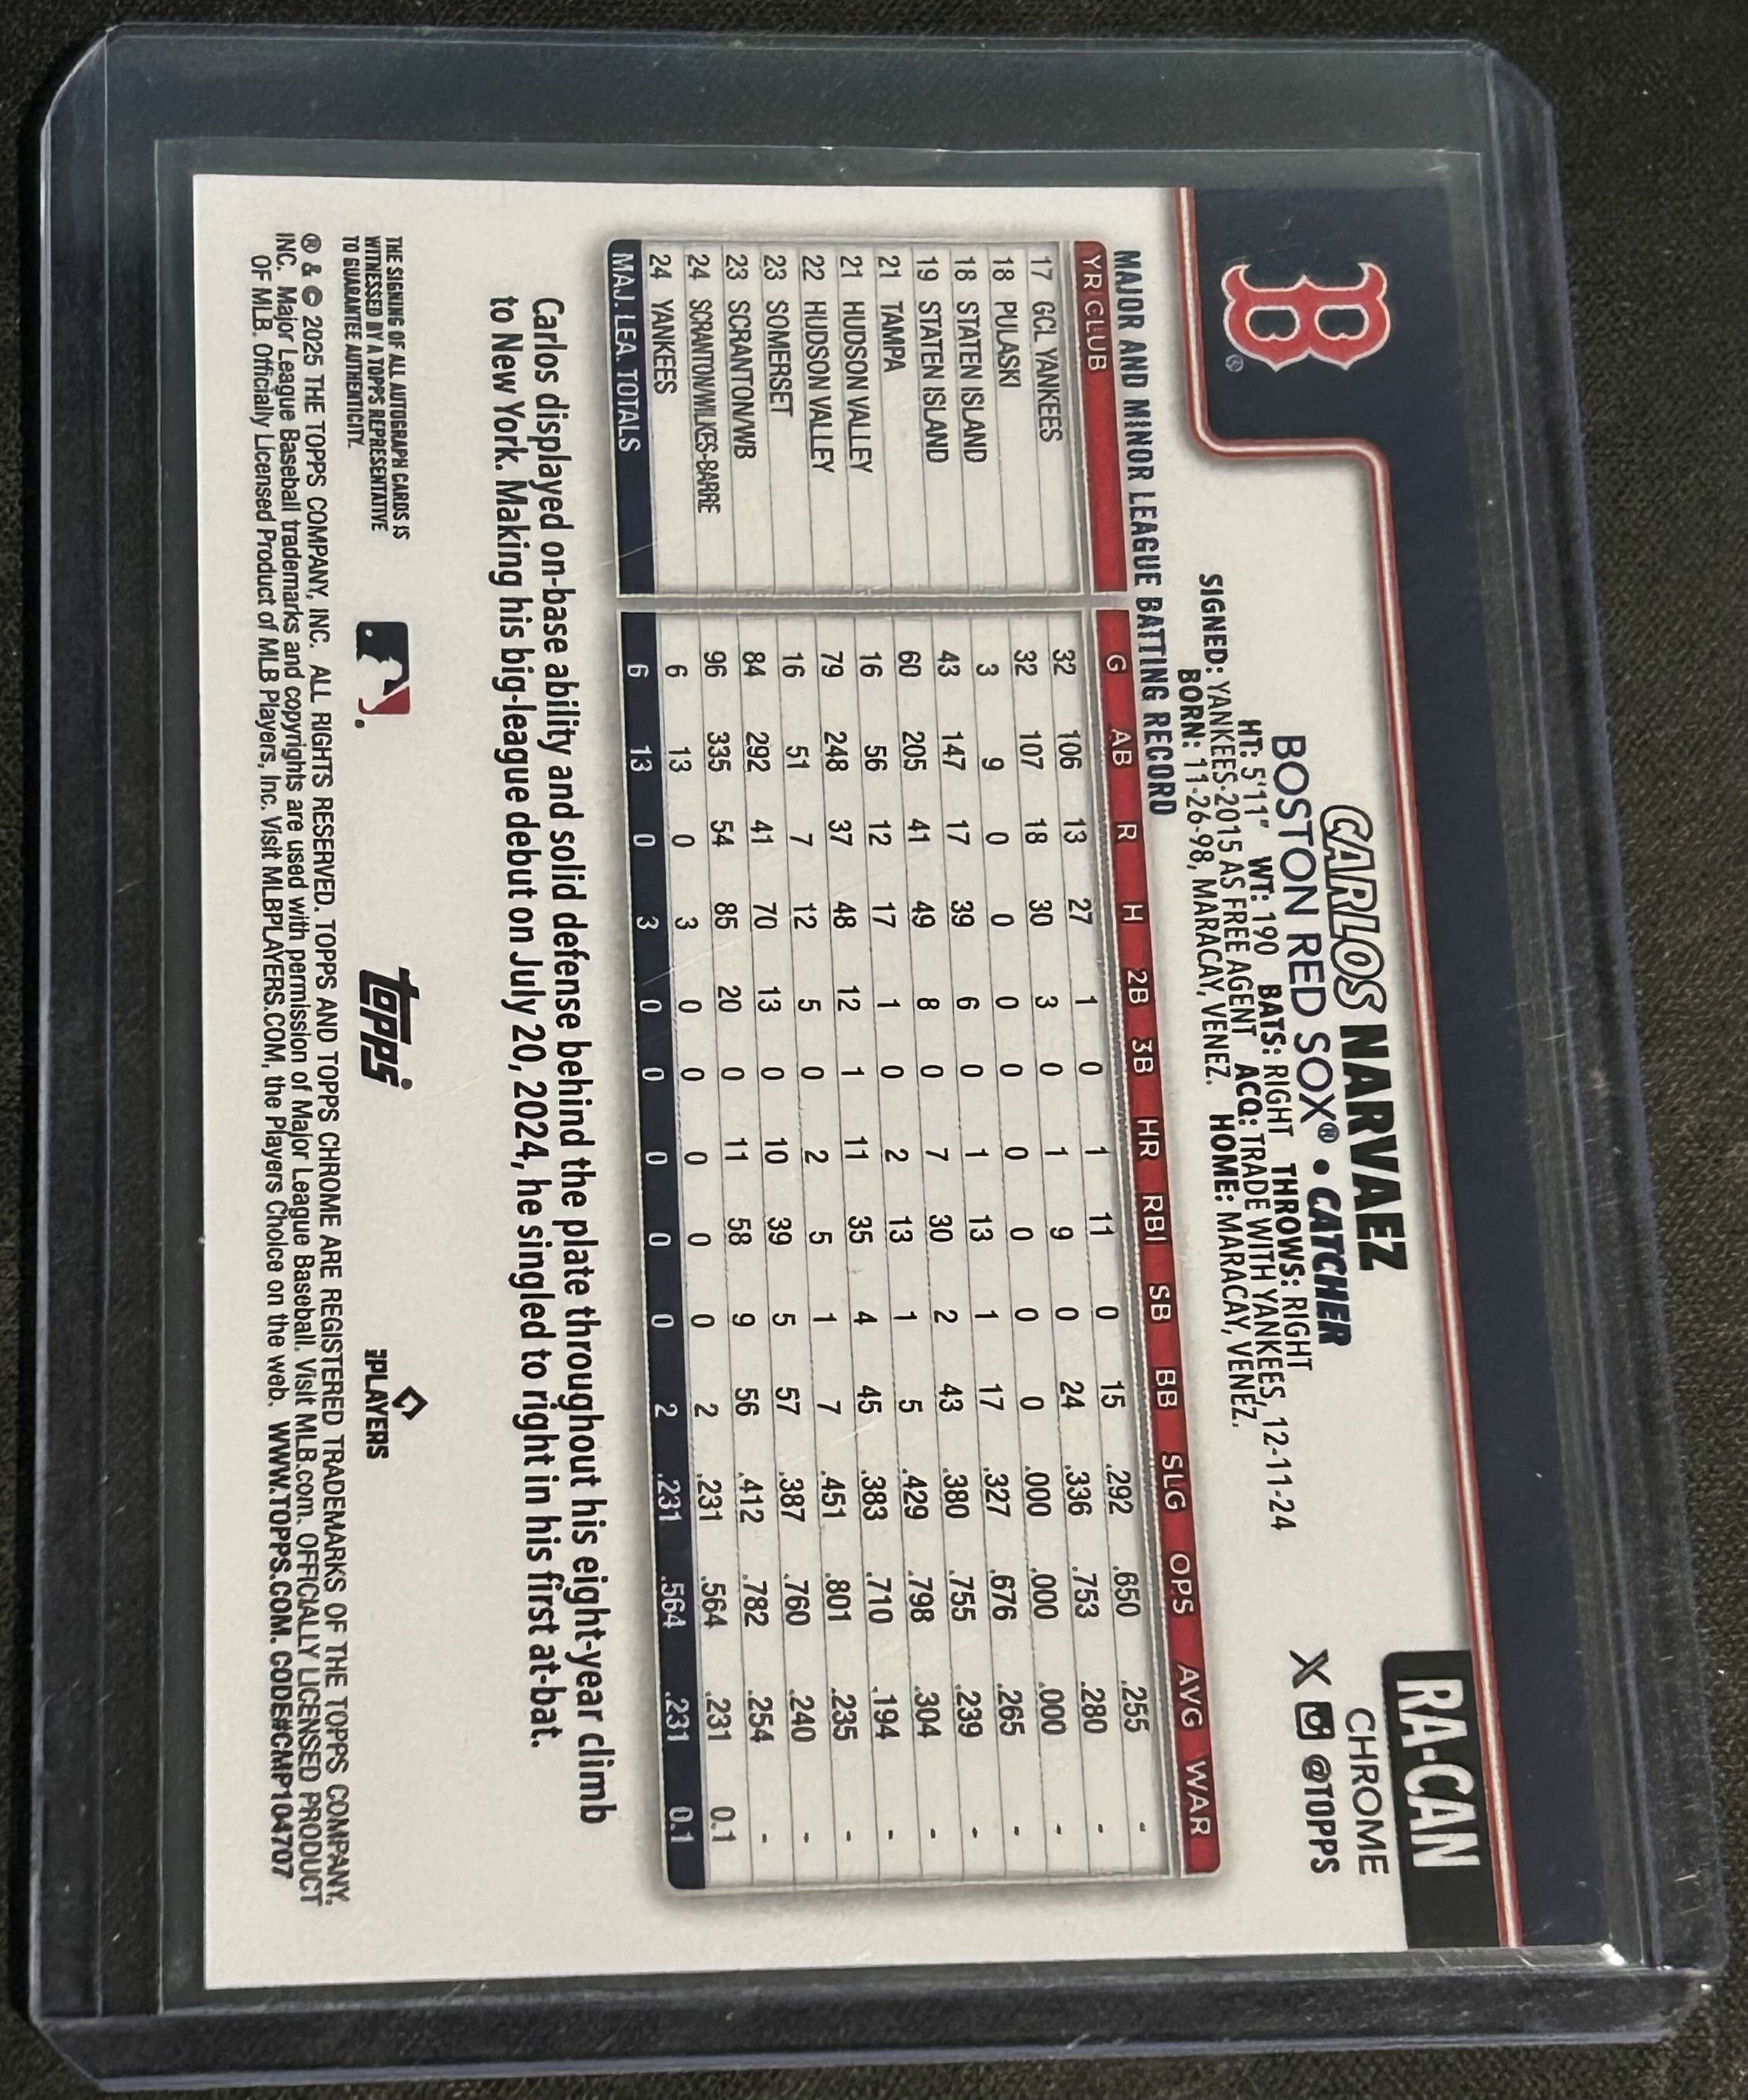 RA-CAN
CHROME
X @TOPPS
B®
CARLOS NARVAEZ
BOSTON RED SOX® • CATCHER
HT: 5'11" WT: 190 BATS: RIGHT THROWS: RIGHT
SIGNED: YANKEES-2015 AS FREE AGENT ACQ: TRADE WITH YANKEES, 12-11-24
BORN: 11-26-98, MARACAY, VENEZ. HOME: MARACAY, VENEZ.
MAJOR AND MINOR LEAGUE BATTING RECORD
YR CLUB G AB R H 2B 3B HR RBI SB BB SLG OPS AVG WAR
17 GCL YANKEES 32 106 13 27 1 0 1 11 0 15 .292 .650 .255 -
18 PULASKI 32 107 18 30 3 0 1 9 0 24 .336 .753 .280 -
18 STATEN ISLAND 3 9 0 0 0 0 0 0 0 0 .000 .000 .000 -
19 STATEN ISLAND 43 147 17 39 6 0 1 13 1 17 .327 .676 .265 -
21 TAMPA 60 205 41 49 8 0 7 30 2 43 .380 .755 .239 -
21 HUDSON VALLEY 16 56 12 17 1 0 2 13 1 5 .429 .798 .304 -
22 HUDSON VALLEY 79 248 37 48 12 1 11 35 4 45 .383 .710 .194 -
23 SOMERSET 16 51 7 12 5 0 2 5 1 7 .451 .801 .235 -
23 SCRANTON/WB 84 292 41 70 13 0 10 39 5 57 .387 .760 .240 -
24 SCRANTON/WILKES-BARRE 96 335 54 85 20 0 11 58 9 56 .412 .782 .254 -
24 YANKEES 6 13 0 3 0 0 0 0 0 2 .231 .564 .231 0.1
MAJ. LEA. TOTALS 6 13 0 3 0 0 0 0 0 2 .231 .564 .231 0.1
Carlos displayed on-base ability and solid defense behind the plate throughout his eight-year climb
to New York. Making his big-league debut on July 20, 2024, he singled to right in his first at-bat.
THE SIGNING OF ALL AUTOGRAPH CARDS IS
WITNESSED BY A TOPPS REPRESENTATIVE
TO GUARANTEE AUTHENTICITY.
topps
PLAYERS
® & © 2025 THE TOPPS COMPANY, INC. ALL RIGHTS RESERVED. TOPPS AND TOPPS CHROME ARE REGISTERED TRADEMARKS OF THE TOPPS COMPANY,
INC. Major League Baseball trademarks and copyrights are used with permission of Major League Baseball. Visit MLB.com. OFFICIALLY LICENSED PRODUCT
OF MLB. Officially Licensed Product of MLB Players, Inc. Visit MLBPLAYERS.COM, the Players Choice on the web. WWW.TOPPS.COM. CODE#CMP104707